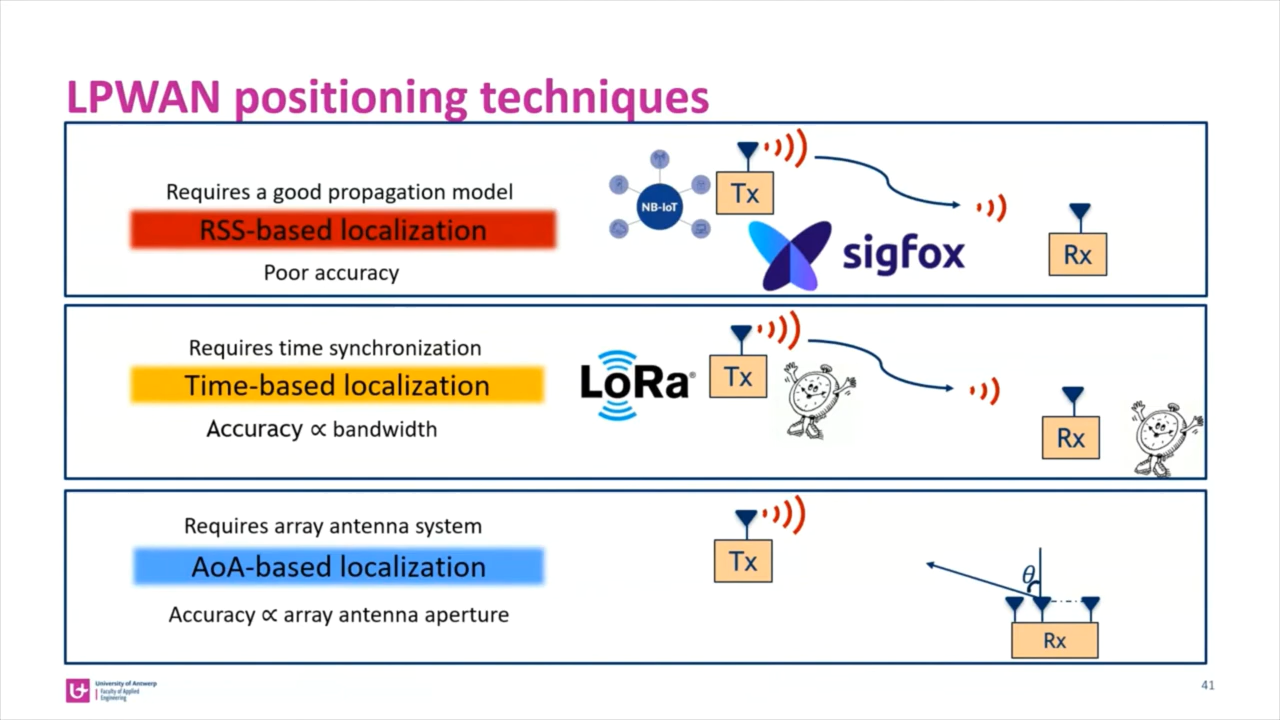 LPWAN positioning techniques
Requires a good propagation model
RSS-based localization
Poor accuracy
NB-IoT
Tx
sigfox
Rx
Requires time synchronization
Time-based localization
Accuracy ∝ bandwidth
LoRa®
Tx
Rx
Requires array antenna system
AoA-based localization
Accuracy ∝ array antenna aperture
Tx
θ
Rx
University of Antwerp
Faculty of Applied
Engineering
41